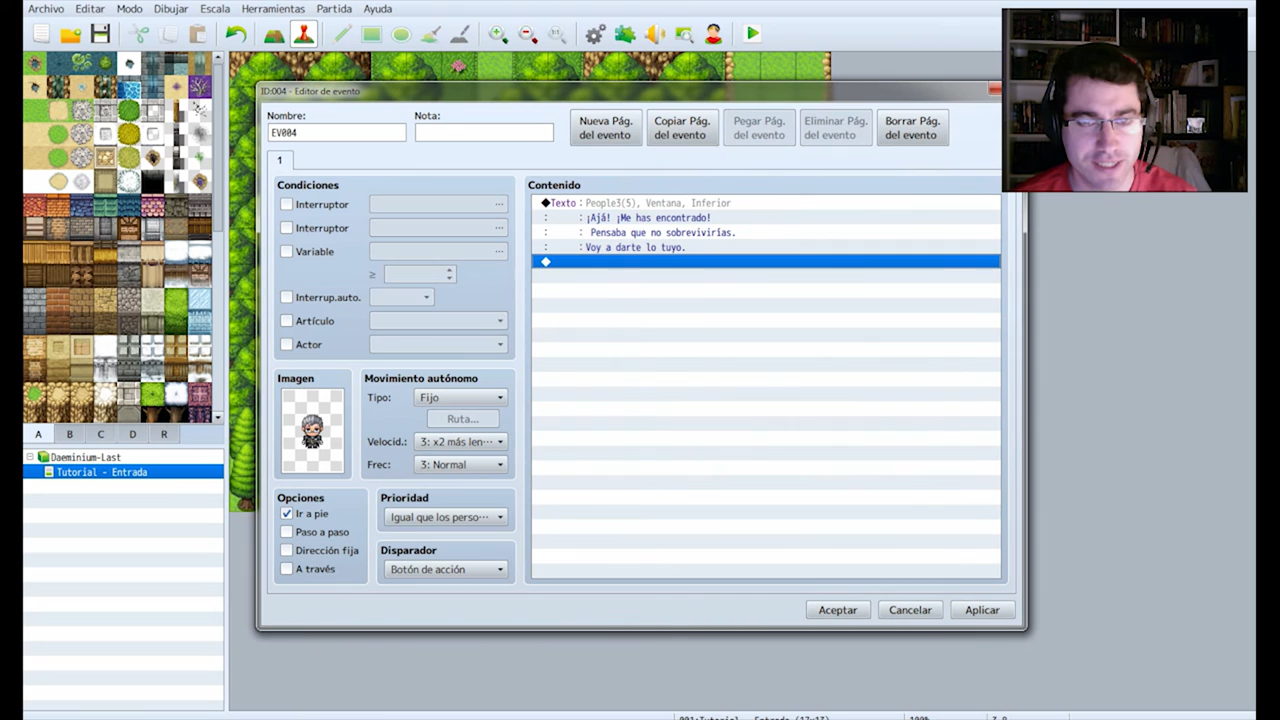 Archivo Editar Modo Dibujar Escala Herramientas Partida Ayuda
ID:004 - Editor de evento
Nombre:
EV004
Nota:
Nueva Pág. del evento
Copiar Pág. del evento
Pegar Pág. del evento
Eliminar Pág. del evento
Borrar Pág. del evento
1
Condiciones
Interruptor ...
Interruptor ...
Variable ...
≥
Interrup.auto.
Artículo
Actor
Imagen
Movimiento autónomo
Tipo: Fijo
Ruta...
Velocid.: 3: x2 más len...
Frec: 3: Normal
Opciones
Ir a pie
Paso a paso
Dirección fija
A través
Prioridad
Igual que los perso...
Disparador
Botón de acción
Contenido
◆Texto : People3(5), Ventana, Inferior
: : ¡Ajá! ¡Me has encontrado!
: : Pensaba que no sobrevivirías.
: : Voy a darte lo tuyo.
◆
Aceptar Cancelar Aplicar
A B C D R
Daeminium-Last
Tutorial - Entrada